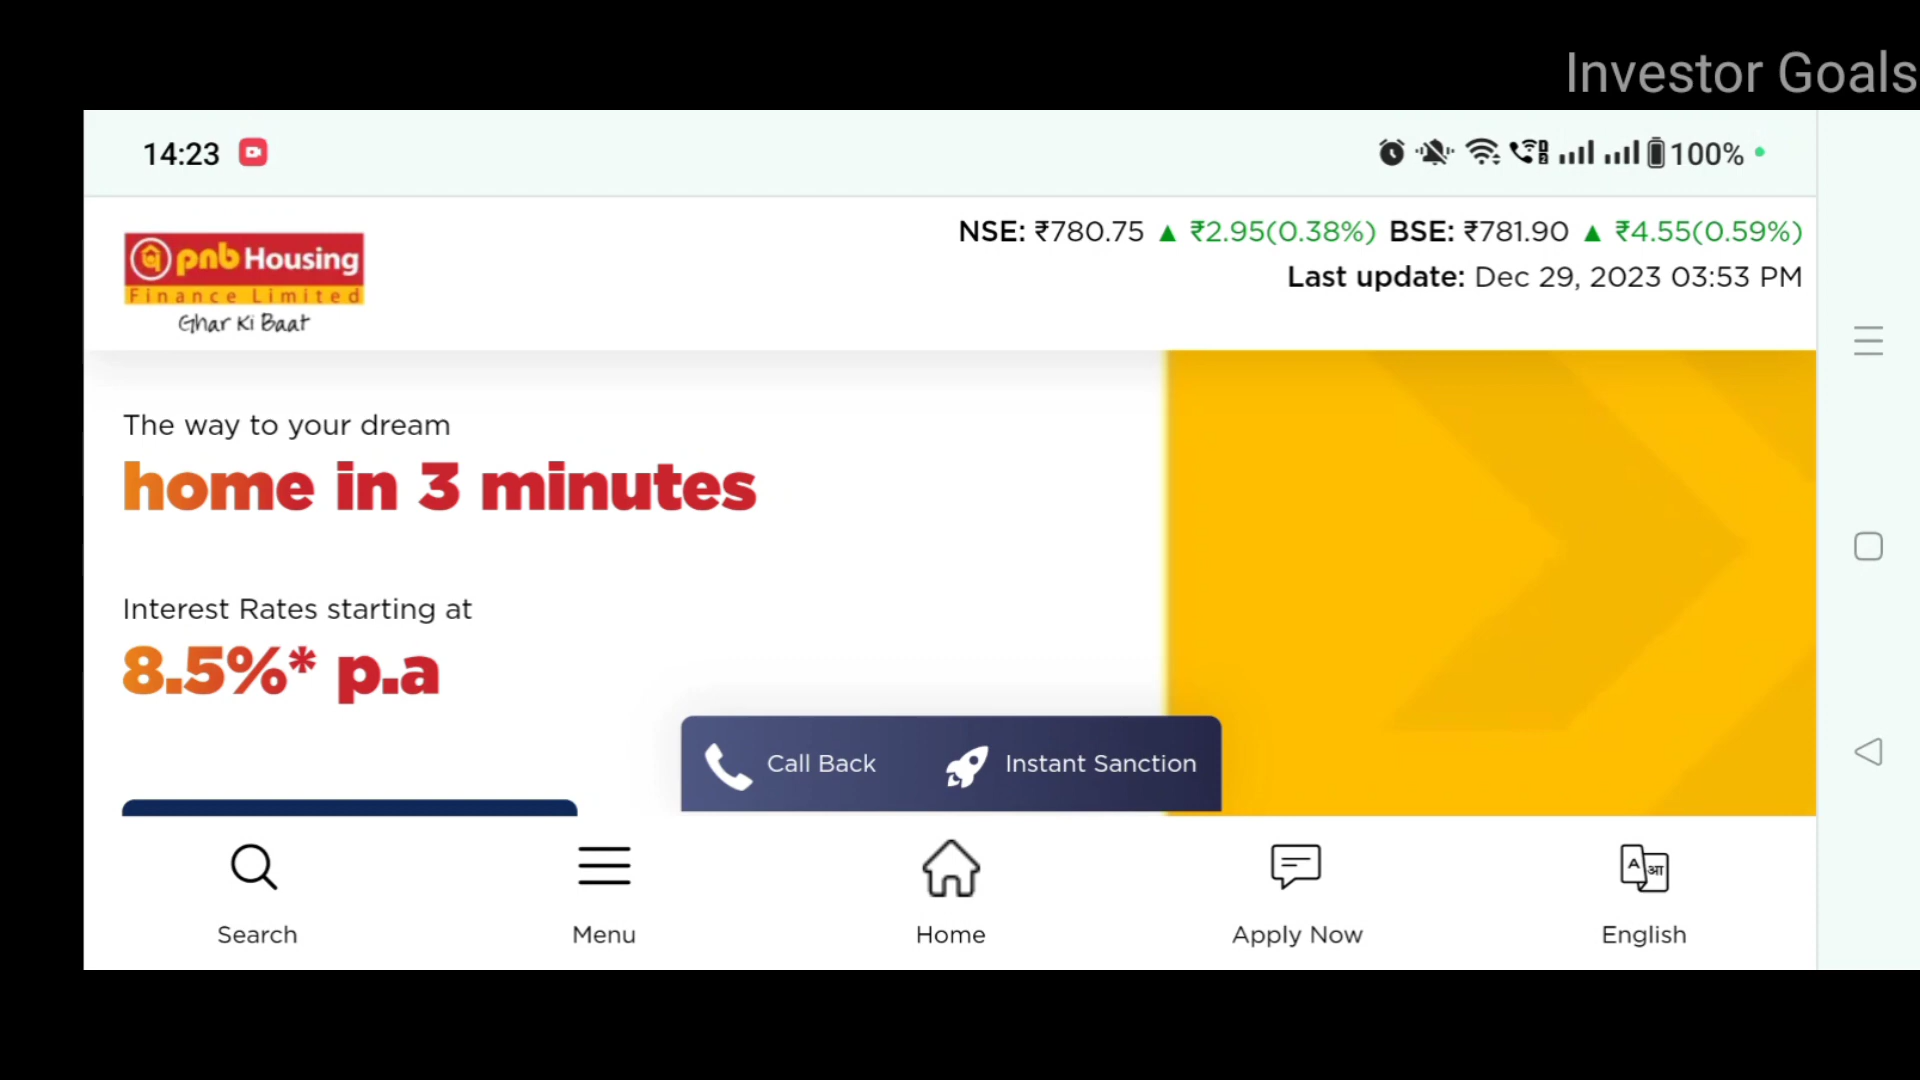 Investor Goals
14:23 100%
NSE: ₹780.75 ▲ ₹2.95(0.38%) BSE: ₹781.90 ▲ ₹4.55(0.59%)
Last update: Dec 29, 2023 03:53 PM
pnb Housing
Finance Limited
Ghar Ki Baat
The way to your dream
home in 3 minutes
Interest Rates starting at
8.5%* p.a
Call Back Instant Sanction
A आ
Search Menu Home Apply Now English